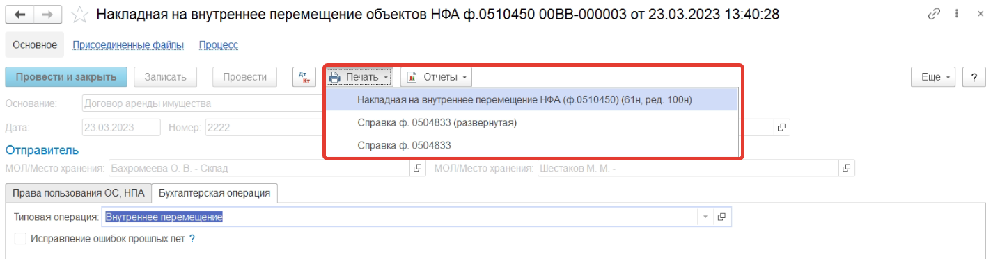 Накладная на внутреннее перемещение объектов НФА ф.0510450 00ВВ-000003 от 23.03.2023 13:40:28
Основное Присоединенные файлы Процесс
Провести и закрыть Записать Провести Дт Кт Печать Отчеты Еще ?
Накладная на внутреннее перемещение НФА (ф.0510450) (61н, ред. 100н)
Справка ф. 0504833 (развернутая)
Справка ф. 0504833
Основание: Договор аренды имущества
Дата: 23.03.2023 Номер: 2222
Отправитель
МОЛ/Место хранения: Бахромеева О. В. - Склад МОЛ/Место хранения: Шестаков М. М. -
Права пользования ОС, НПА Бухгалтерская операция
Типовая операция: Внутреннее перемещение
Исправление ошибок прошлых лет ?